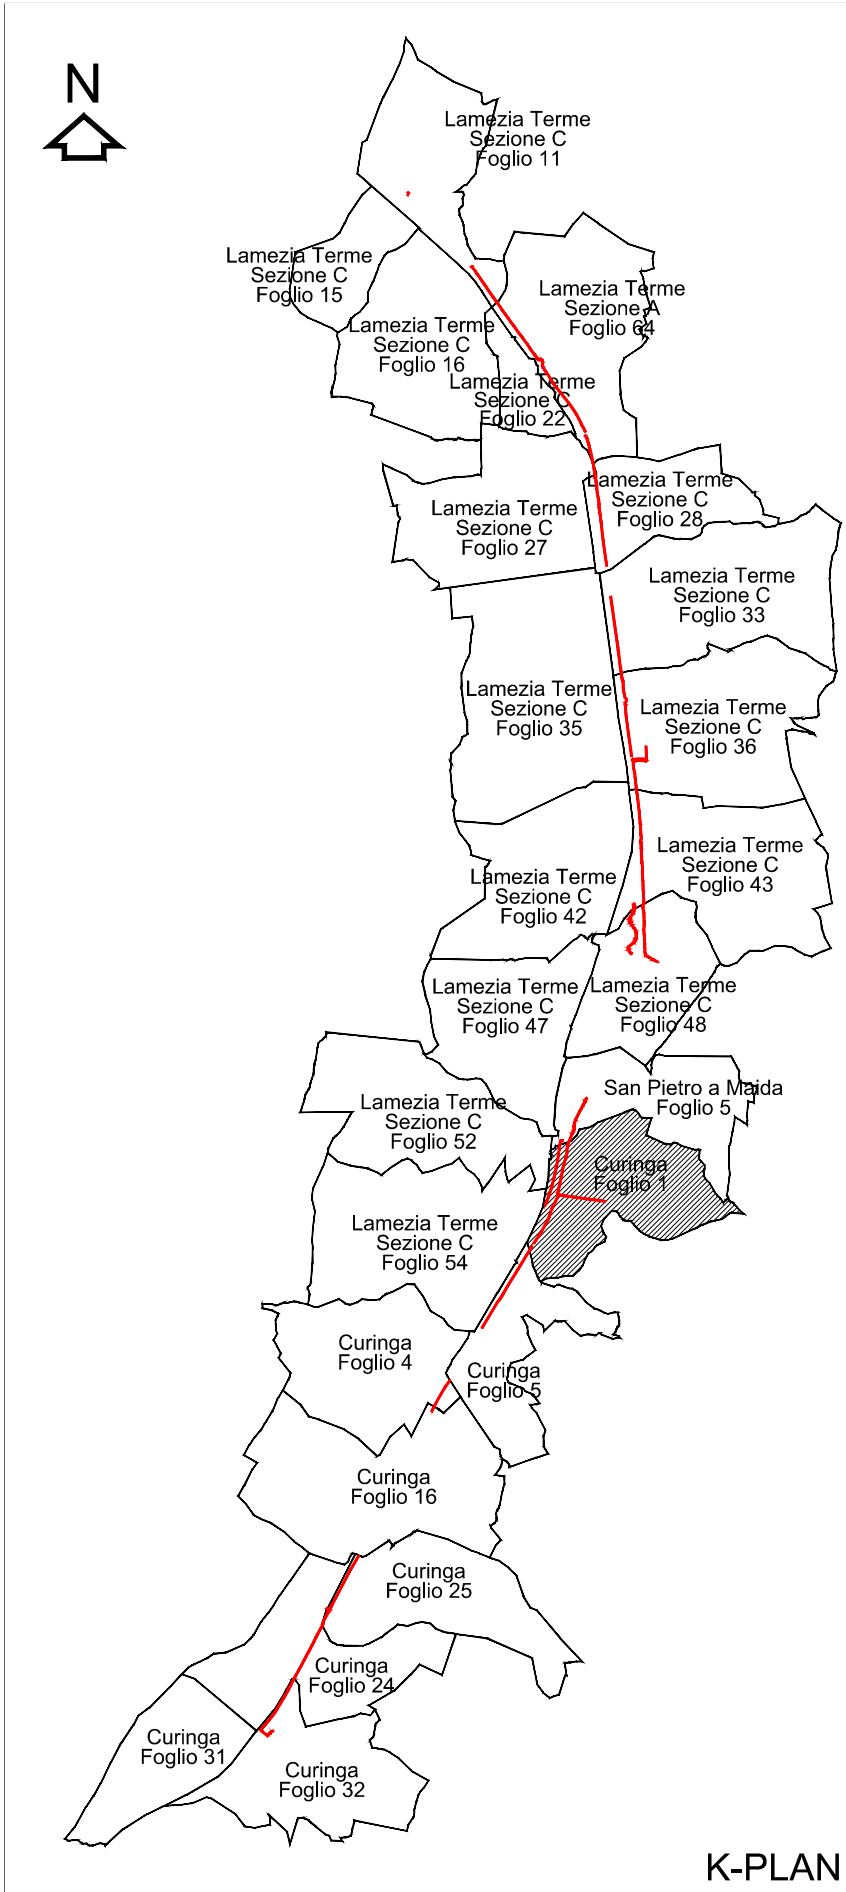 N
Lamezia Terme
Sezione C
Foglio 11
Lamezia Terme
Sezione C
Foglio 15
Lamezia Terme
Sezione A
Foglio 64
Lamezia Terme
Sezione C
Foglio 16
Lamezia Terme
Sezione C
Foglio 22
Lamezia Terme
Sezione C
Foglio 28
Lamezia Terme
Sezione C
Foglio 27
Lamezia Terme
Sezione C
Foglio 33
Lamezia Terme
Sezione C
Foglio 35
Lamezia Terme
Sezione C
Foglio 36
Lamezia Terme
Sezione C
Foglio 43
Lamezia Terme
Sezione C
Foglio 42
Lamezia Terme
Sezione C
Foglio 47
Lamezia Terme
Sezione C
Foglio 48
San Pietro a Maida
Foglio 5
Lamezia Terme
Sezione C
Foglio 52
Curinga
Foglio 1
Lamezia Terme
Sezione C
Foglio 54
Curinga
Foglio 4
Curinga
Foglio 5
Curinga
Foglio 16
Curinga
Foglio 25
Curinga
Foglio 24
Curinga
Foglio 31
Curinga
Foglio 32
K-PLAN